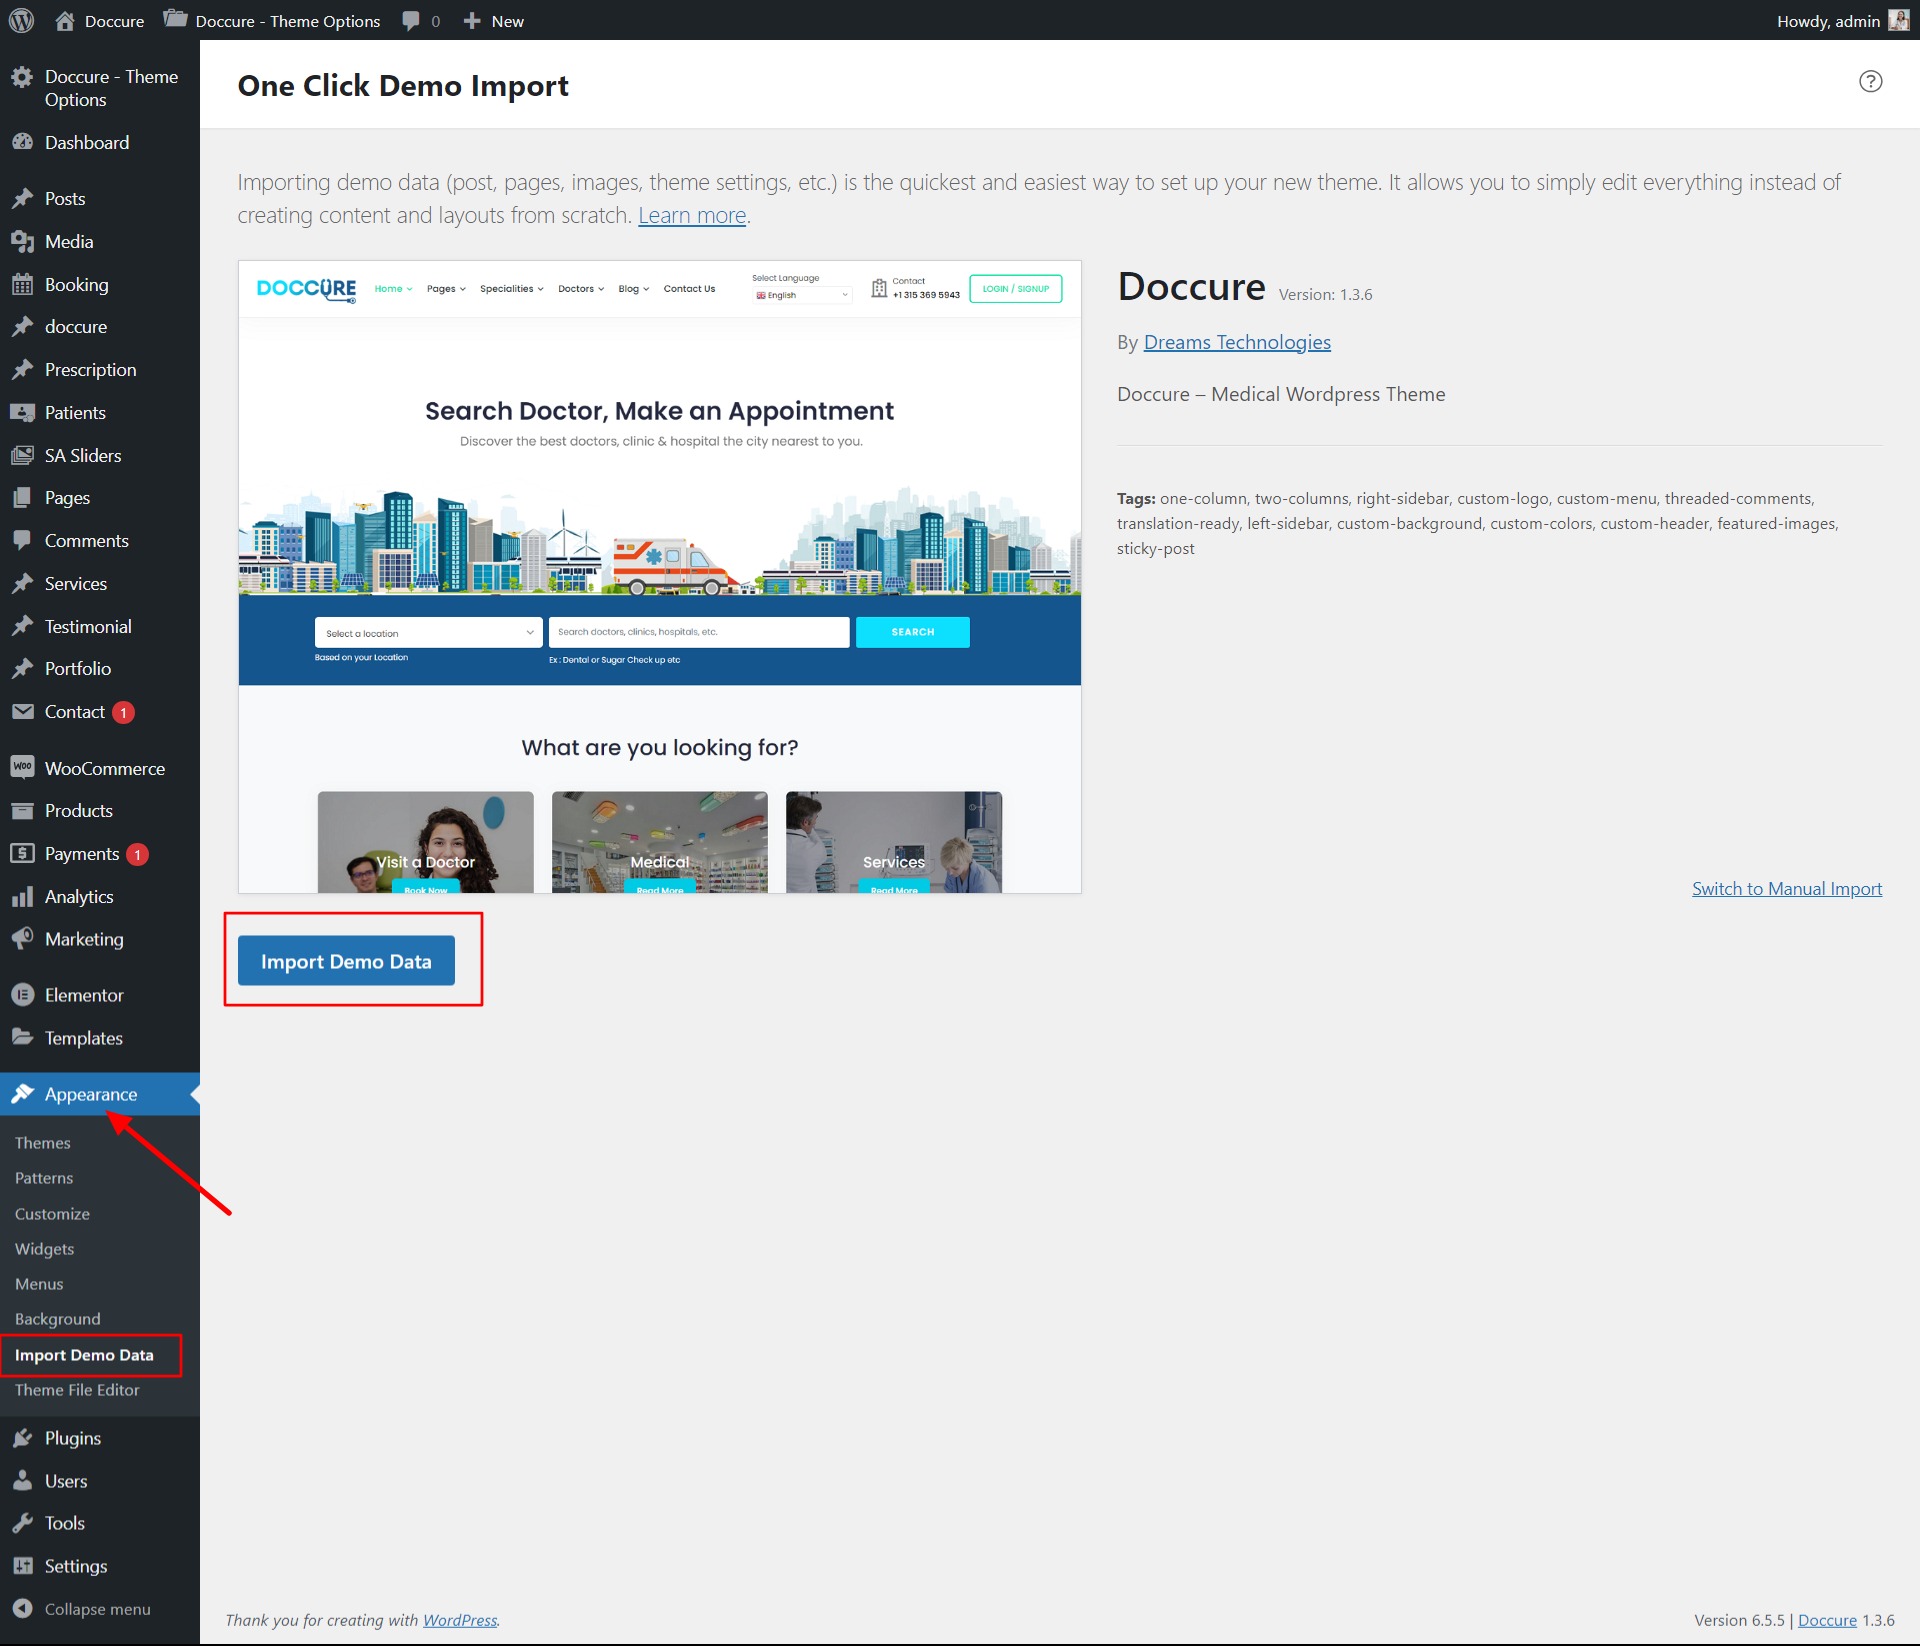 Doccure
Doccure - Theme Options
0
New
Howdy, admin
Doccure - Theme
Options
Dashboard
Posts
Media
Booking
doccure
Prescription
Patients
SA Sliders
Pages
Comments
Services
Testimonial
Portfolio
Contact 1
WooCommerce
Products
Payments 1
Analytics
Marketing
Elementor
Templates
Appearance
Themes
Patterns
Customize
Widgets
Menus
Background
Import Demo Data
Theme File Editor
Plugins
Users
Tools
Settings
Collapse menu
One Click Demo Import
Importing demo data (post, pages, images, theme settings, etc.) is the quickest and easiest way to set up your new theme. It allows you to simply edit everything instead of
creating content and layouts from scratch. Learn more.
DOCCURE
Home
Pages
Specialities
Doctors
Blog
Contact Us
Select Language
English
Contact
+1 315 369 5943
LOGIN / SIGNUP
Search Doctor, Make an Appointment
Discover the best doctors, clinic & hospital the city nearest to you.
Select a location
Search doctors, clinics, hospitals, etc.
SEARCH
Based on your Location
Ex : Dental or Sugar Check up etc
What are you looking for?
Visit a Doctor
Book Now
Medical
Read More
Services
Read More
Doccure Version: 1.3.6
By Dreams Technologies
Doccure – Medical Wordpress Theme
Tags: one-column, two-columns, right-sidebar, custom-logo, custom-menu, threaded-comments,
translation-ready, left-sidebar, custom-background, custom-colors, custom-header, featured-images,
sticky-post
Switch to Manual Import
Import Demo Data
Thank you for creating with WordPress.
Version 6.5.5 | Doccure 1.3.6